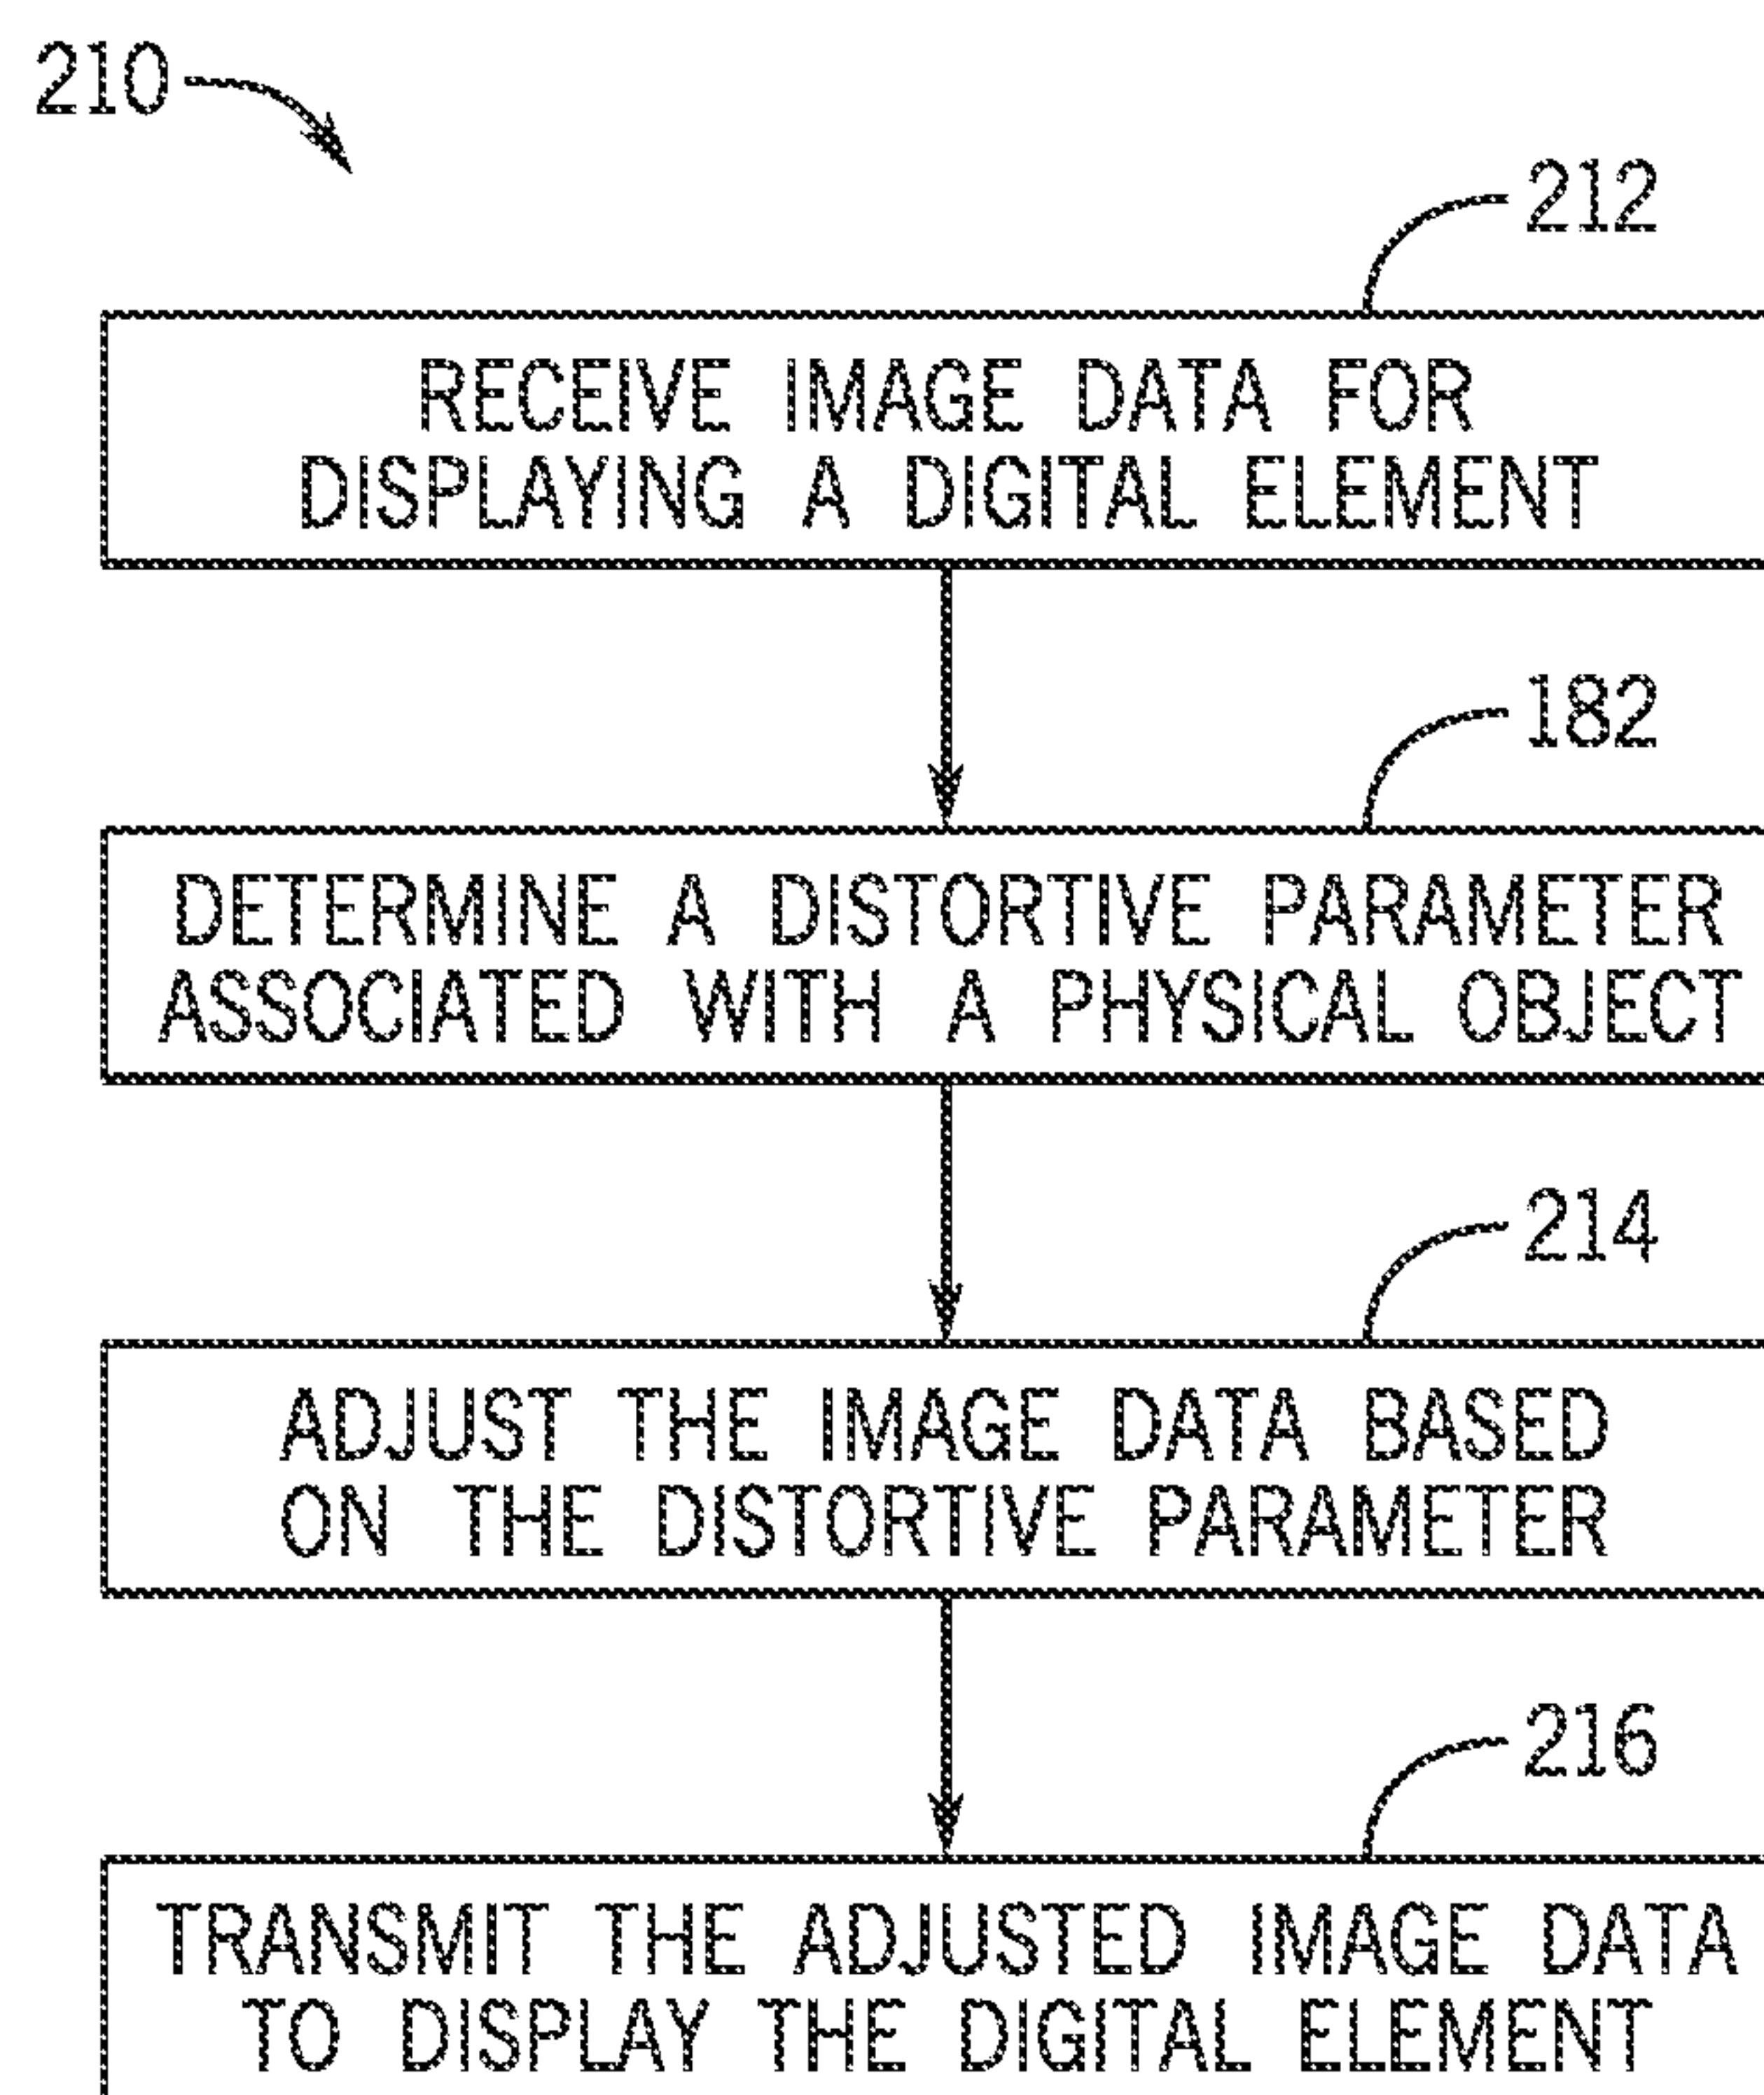 210
212
RECEIVE IMAGE DATA FOR
DISPLAYING A DIGITAL ELEMENT
182
DETERMINE A DISTORTIVE PARAMETER
ASSOCIATED WITH A PHYSICAL OBJECT
214
ADJUST THE IMAGE DATA BASED
ON THE DISTORTIVE PARAMETER
216
TRANSMIT THE ADJUSTED IMAGE DATA
TO DISPLAY THE DIGITAL ELEMENT